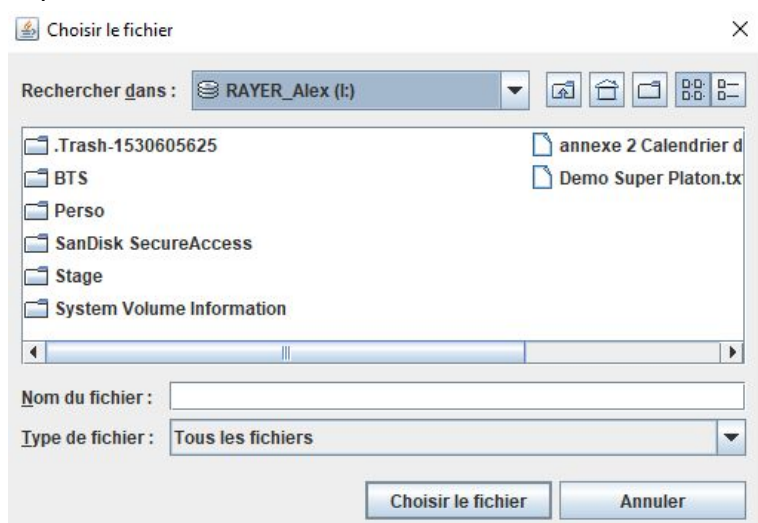 Choisir le fichier
Rechercher dans : RAYER_Alex (I:)
.Trash-1530605625
BTS
Perso
SanDisk SecureAccess
Stage
System Volume Information
annexe 2 Calendrier d
Demo Super Platon.tx
Nom du fichier :
Type de fichier : Tous les fichiers
Choisir le fichier Annuler